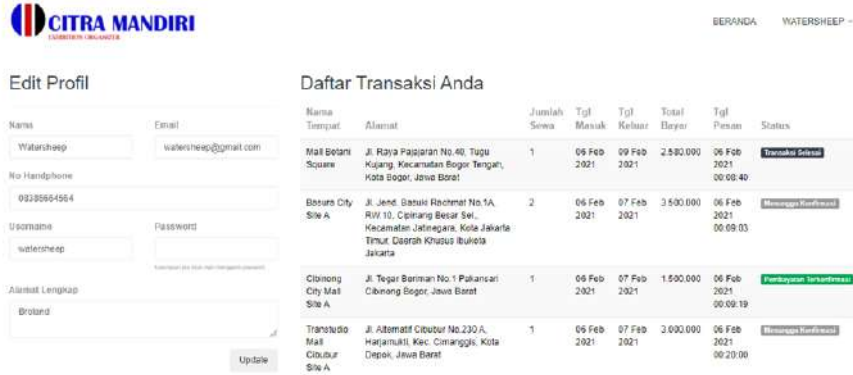 CITRA MANDIRI
EXHIBITION ORGANIZER
BERANDA WATERSHEEP
Edit Profil
Nama Email
Watersheep watersheep@gmail.com
No Handphone
Username Password
watersheep
Alamat Lengkap
Broland
Update
Daftar Transaksi Anda
Nama Tempat Alamat Jumlah Sewa Tgl Masuk Tgl Keluar Total Bayar Tgl Pesan Status
Mall Botani Jl. Raya Pajajaran No.40, Tugu 1 06 Feb 09 Feb 2.580.000 06 Feb Transaksi Selesai
Square Kujang, Kecamatan Bogor Tengah, 2021 2021 2021
Kota Bogor, Jawa Barat 00:08:40
Basura City Jl. Jend. Basuki Rachmat No.1A, 2 06 Feb 07 Feb 3.500.000 06 Feb Menunggu Konfirmasi
Site A RW.10, Cipinang Besar Sel., 2021 2021 2021
Kecamatan Jatinegara, Kota Jakarta 00:09:03
Timur, Daerah Khusus Ibukota
Jakarta
Cibinong Jl. Tegar Beriman No.1 Pakansari 1 06 Feb 07 Feb 1.500.000 06 Feb Pembayaran Terkonfirmasi
City Mall Cibinong Bogor, Jawa Barat 2021 2021 2021
Site A 00:09:19
Transtudio Jl. Alternatif Cibubur No.230 A, 1 06 Feb 07 Feb 3.000.000 06 Feb Menunggu Konfirmasi
Mall Harjamukti, Kec. Cimanggis, Kota 2021 2021 2021
Cibubur Depok, Jawa Barat 00:20:00
Site A